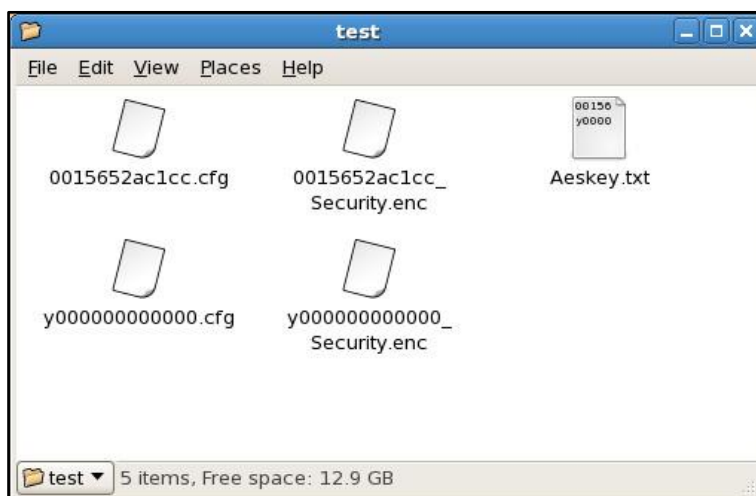 test
File Edit View Places Help
0015652ac1cc.cfg
0015652ac1cc_
Security.enc
00156
y0000
Aeskey.txt
y000000000000.cfg
y000000000000_
Security.enc
test 5 items, Free space: 12.9 GB